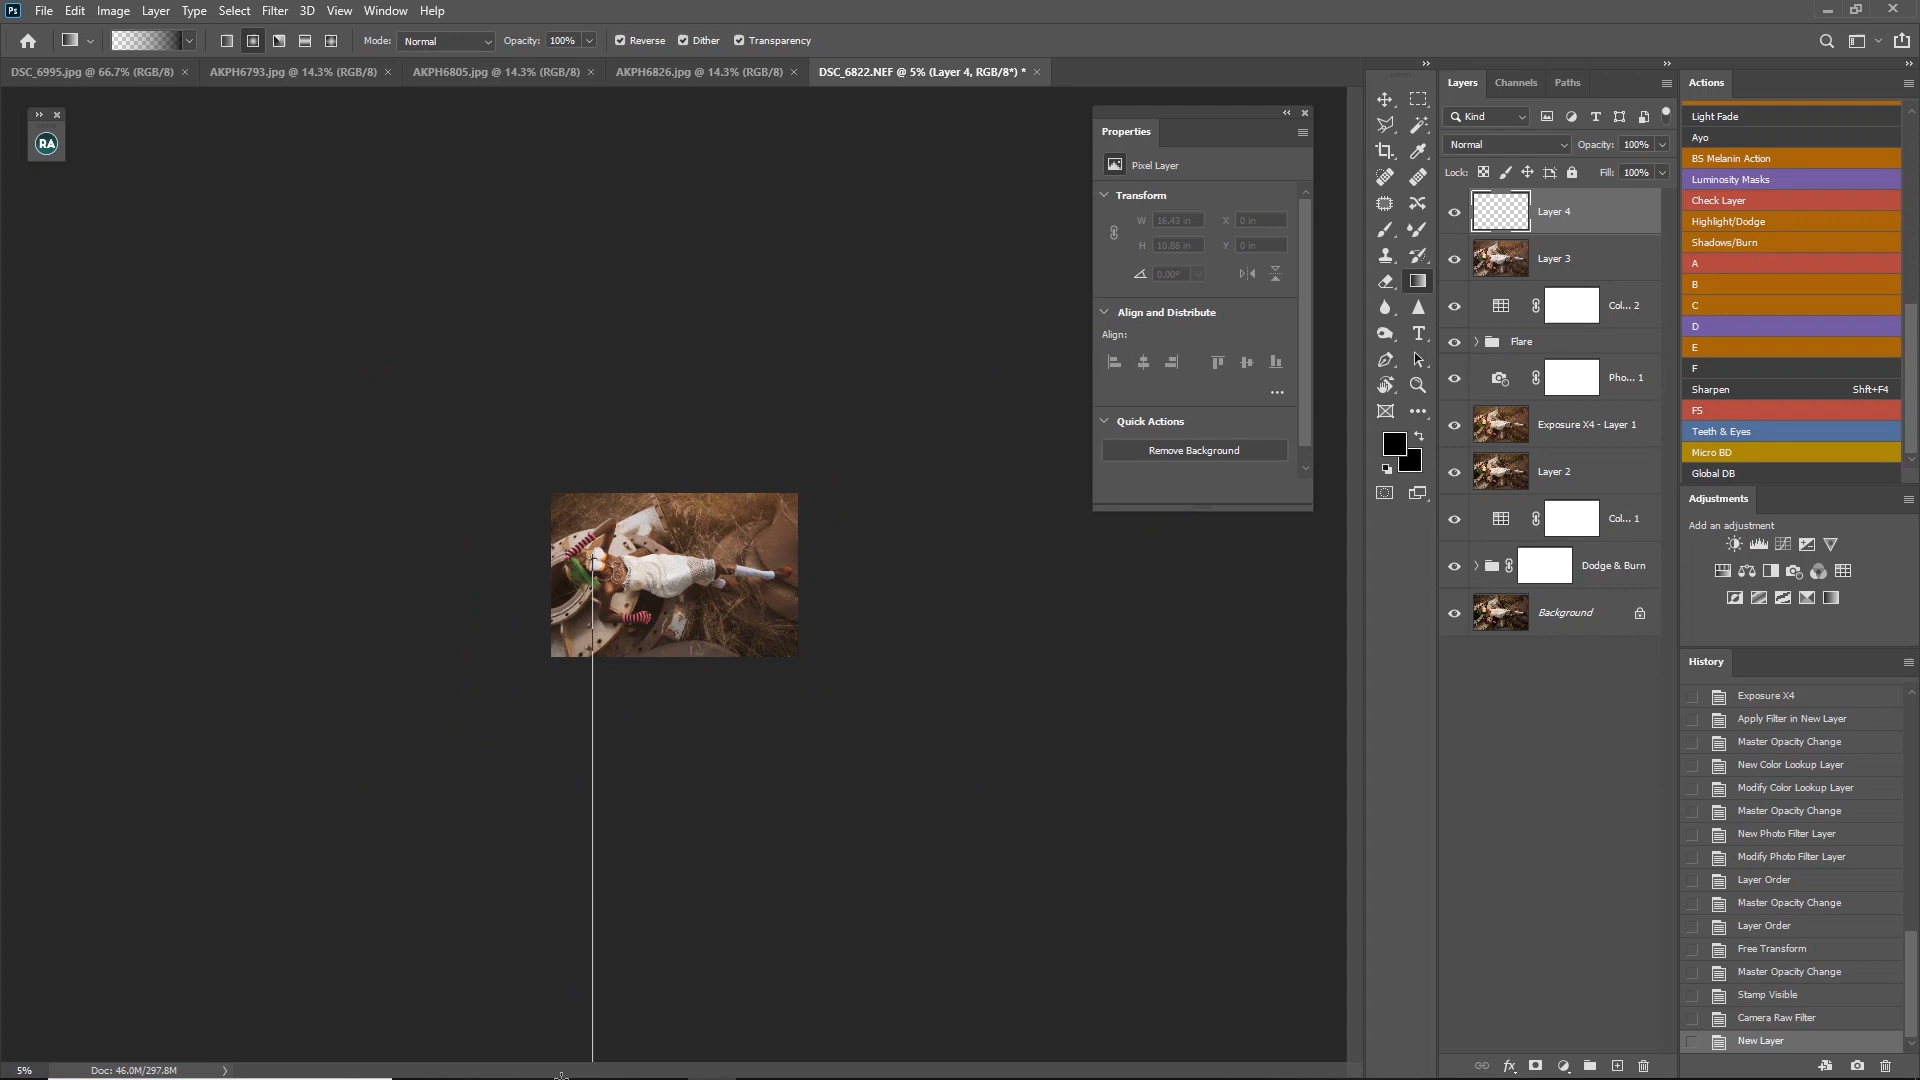 Ps File Edit Image Layer Type Select Filter 3D View Window Help
Mode: Normal Opacity: 100% Reverse Dither Transparency
DSC_6995.jpg @ 66.7% (RGB/8) × AKPH6793.jpg @ 14.3% (RGB/8) × AKPH6805.jpg @ 14.3% (RGB/8) × AKPH6826.jpg @ 14.3% (RGB/8) × DSC_6822.NEF @ 5% (Layer 4, RGB/8*) * ×
RA
Properties
Pixel Layer
Transform
W 16.43 in X 0 in
H 10.88 in Y 0 in
0.00°
Align and Distribute
Align:
Quick Actions
Remove Background
Layers Channels Paths
Kind
Normal Opacity: 100%
Lock: Fill: 100%
Layer 4
Layer 3
Col... 2
Flare
Pho... 1
Exposure X4 - Layer 1
Layer 2
Col... 1
Dodge & Burn
Background
fx
Actions
Light Fade
Ayo
BS Melanin Action
Luminosity Masks
Check Layer
Highlight/Dodge
Shadows/Burn
A
B
C
D
E
F
Sharpen Shft+F4
FS
Teeth & Eyes
Micro BD
Global DB
Adjustments
Add an adjustment
History
Exposure X4
Apply Filter in New Layer
Master Opacity Change
New Color Lookup Layer
Modify Color Lookup Layer
Master Opacity Change
New Photo Filter Layer
Modify Photo Filter Layer
Layer Order
Master Opacity Change
Layer Order
Free Transform
Master Opacity Change
Stamp Visible
Camera Raw Filter
New Layer
5% Doc: 46.0M/297.8M